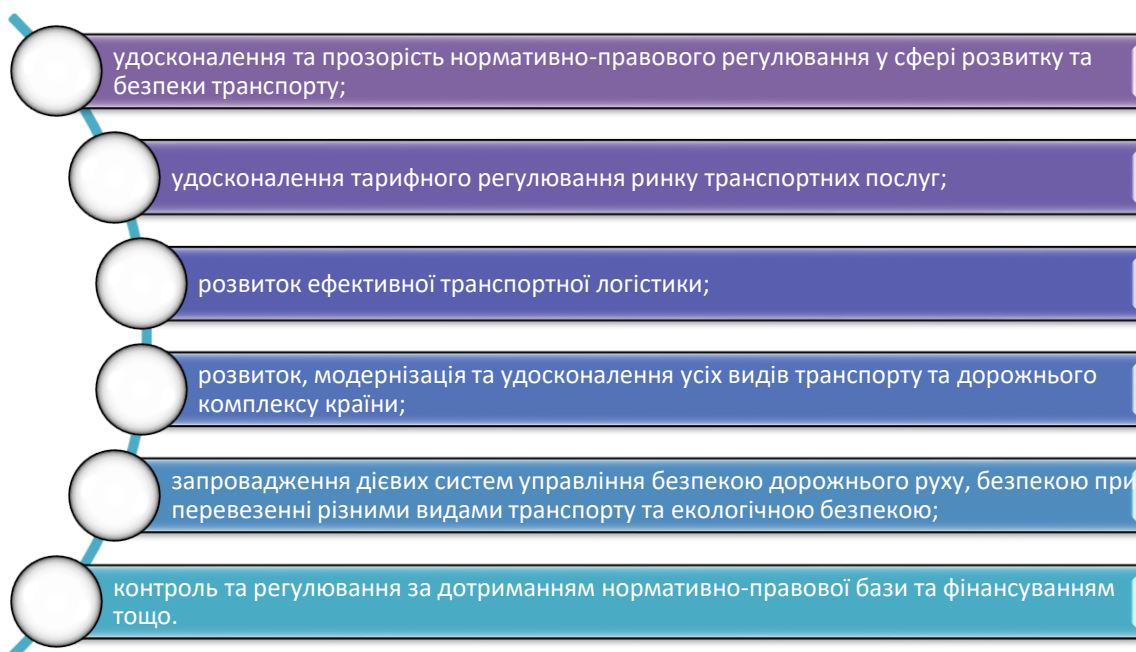 удосконалення та прозорість нормативно-правового регулювання у сфері розвитку та
безпеки транспорту;
удосконалення тарифного регулювання ринку транспортних послуг;
розвиток ефективної транспортної логістики;
розвиток, модернізація та удосконалення усіх видів транспорту та дорожнього
комплексу країни;
запровадження дієвих систем управління безпекою дорожнього руху, безпекою при
перевезенні різними видами транспорту та екологічною безпекою;
контроль та регулювання за дотриманням нормативно-правової бази та фінансуванням
тощо.